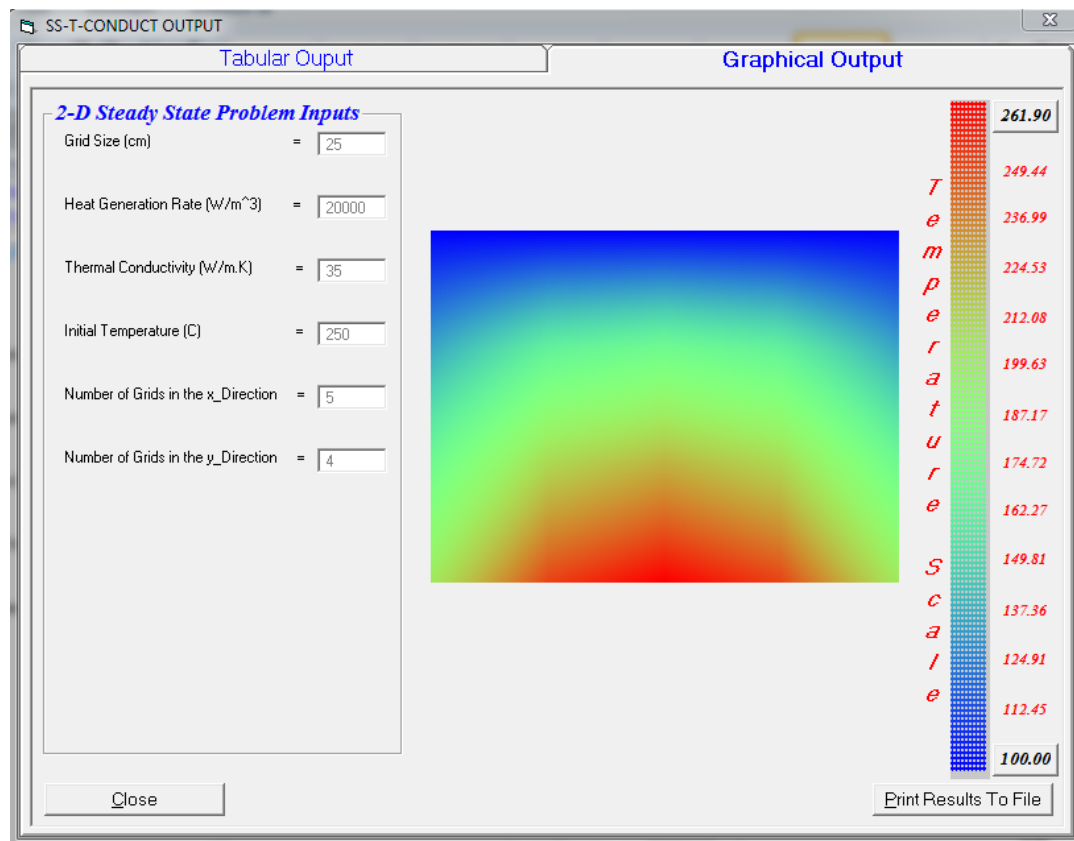 SS-T-CONDUCT OUTPUT
Tabular Ouput
Graphical Output
2-D Steady State Problem Inputs
Grid Size (cm) = 25
Heat Generation Rate (W/m^3) = 20000
Thermal Conductivity (W/m.K) = 35
Initial Temperature (C) = 250
Number of Grids in the x_Direction = 5
Number of Grids in the y_Direction = 4
Temperature Scale
261.90
249.44
236.99
224.53
212.08
199.63
187.17
174.72
162.27
149.81
137.36
124.91
112.45
100.00
Close
Print Results To File